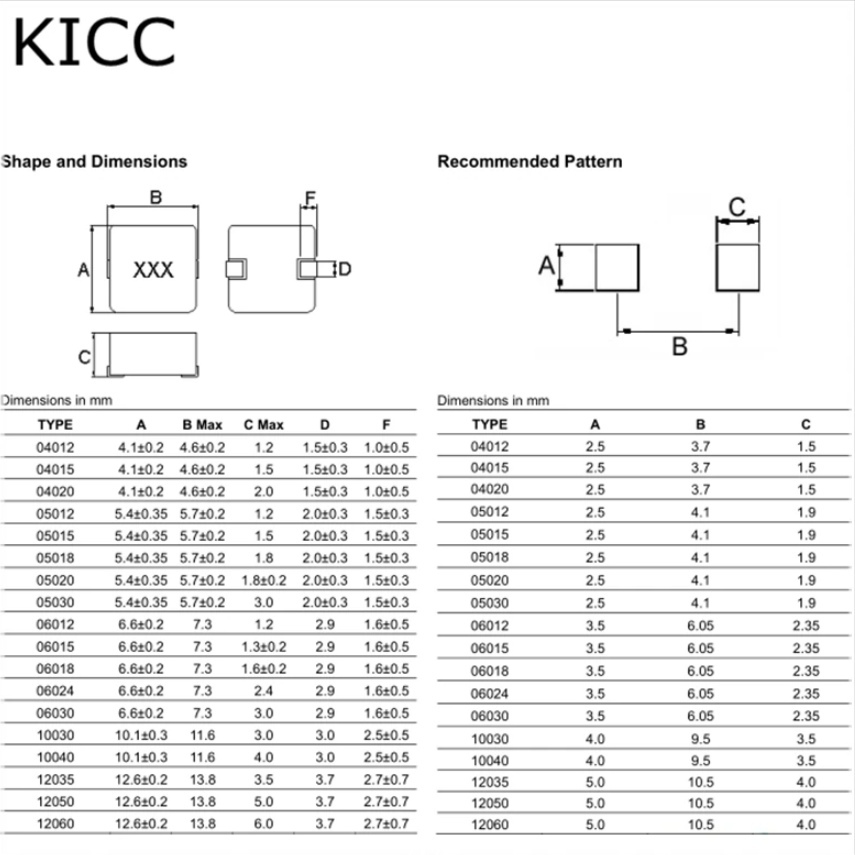 KICC
Shape and Dimensions
B
F
A
XXX
D
C
Dimensions in mm
TYPE A B Max C Max D F
04012 4.1±0.2 4.6±0.2 1.2 1.5±0.3 1.0±0.5
04015 4.1±0.2 4.6±0.2 1.5 1.5±0.3 1.0±0.5
04020 4.1±0.2 4.6±0.2 2.0 1.5±0.3 1.0±0.5
05012 5.4±0.35 5.7±0.2 1.2 2.0±0.3 1.5±0.3
05015 5.4±0.35 5.7±0.2 1.5 2.0±0.3 1.5±0.3
05018 5.4±0.35 5.7±0.2 1.8 2.0±0.3 1.5±0.3
05020 5.4±0.35 5.7±0.2 1.8±0.2 2.0±0.3 1.5±0.3
05030 5.4±0.35 5.7±0.2 3.0 2.0±0.3 1.5±0.3
06012 6.6±0.2 7.3 1.2 2.9 1.6±0.5
06015 6.6±0.2 7.3 1.3±0.2 2.9 1.6±0.5
06018 6.6±0.2 7.3 1.6±0.2 2.9 1.6±0.5
06024 6.6±0.2 7.3 2.4 2.9 1.6±0.5
06030 6.6±0.2 7.3 3.0 2.9 1.6±0.5
10030 10.1±0.3 11.6 3.0 3.0 2.5±0.5
10040 10.1±0.3 11.6 4.0 3.0 2.5±0.5
12035 12.6±0.2 13.8 3.5 3.7 2.7±0.7
12050 12.6±0.2 13.8 5.0 3.7 2.7±0.7
12060 12.6±0.2 13.8 6.0 3.7 2.7±0.7
Recommended Pattern
C
A
B
Dimensions in mm
TYPE A B C
04012 2.5 3.7 1.5
04015 2.5 3.7 1.5
04020 2.5 3.7 1.5
05012 2.5 4.1 1.9
05015 2.5 4.1 1.9
05018 2.5 4.1 1.9
05020 2.5 4.1 1.9
05030 2.5 4.1 1.9
06012 3.5 6.05 2.35
06015 3.5 6.05 2.35
06018 3.5 6.05 2.35
06024 3.5 6.05 2.35
06030 3.5 6.05 2.35
10030 4.0 9.5 3.5
10040 4.0 9.5 3.5
12035 5.0 10.5 4.0
12050 5.0 10.5 4.0
12060 5.0 10.5 4.0